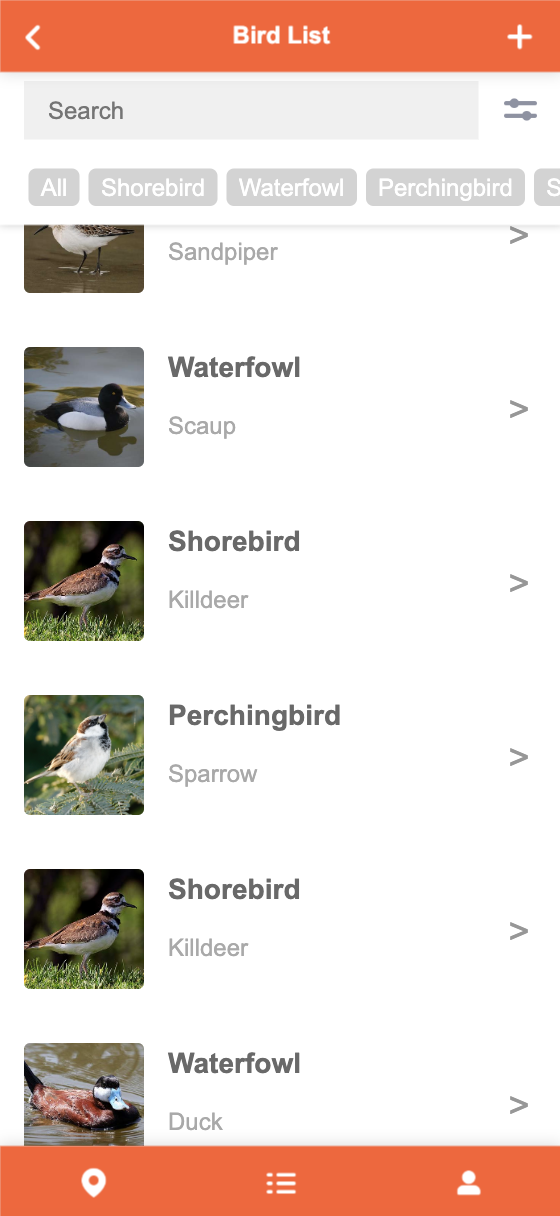 Bird List
Search
All Shorebird Waterfowl Perchingbird S
Sandpiper
>
Waterfowl
Scaup
>
Shorebird
Killdeer
>
Perchingbird
Sparrow
>
Shorebird
Killdeer
>
Waterfowl
Duck
>